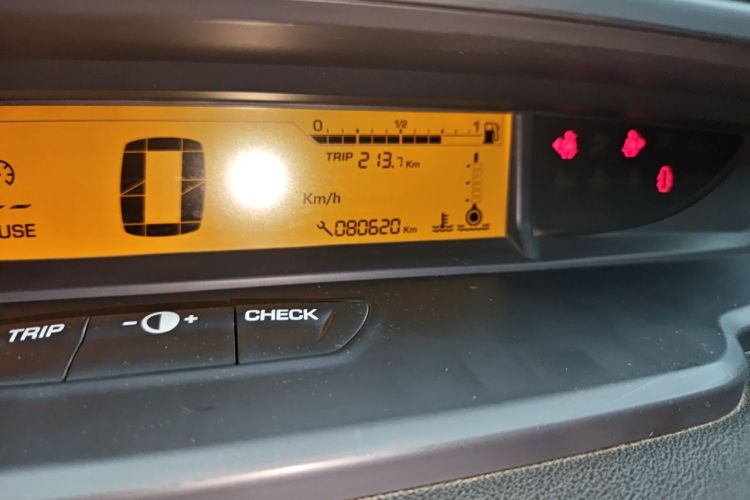 0 1/2 1
TRIP 213.7 Km
0
Km/h
USE
080620 Km
TRIP - + CHECK